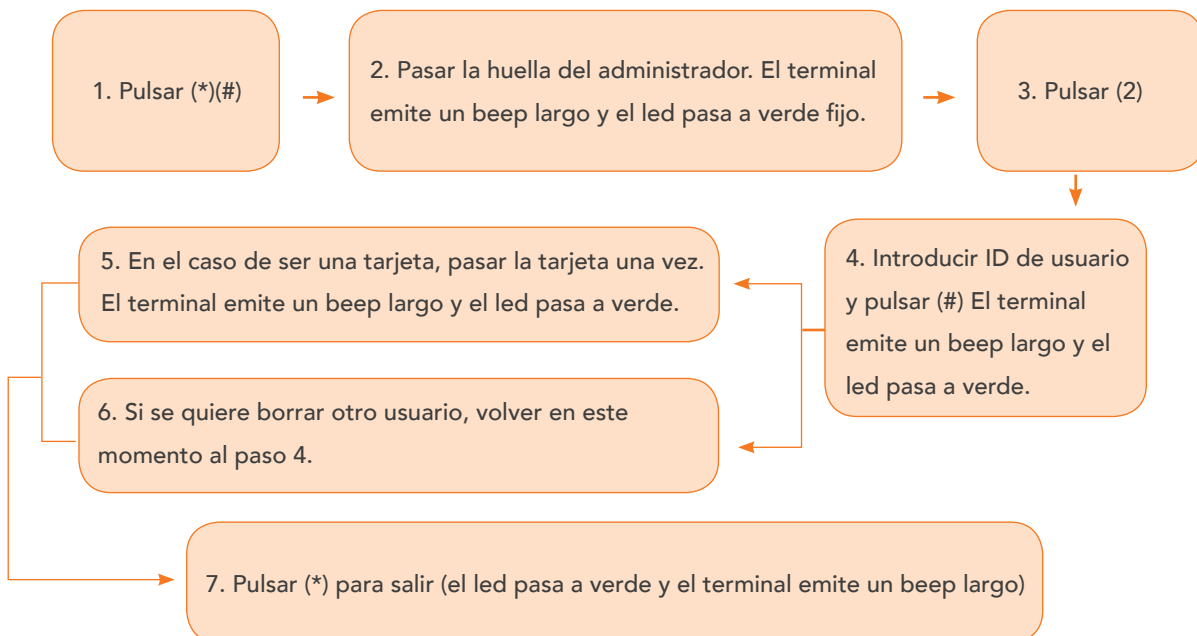 1. Pulsar (*)(#)
2. Pasar la huella del administrador. El terminal
emite un beep largo y el led pasa a verde fijo.
3. Pulsar (2)
4. Introducir ID de usuario
y pulsar (#) El terminal
emite un beep largo y el
led pasa a verde.
5. En el caso de ser una tarjeta, pasar la tarjeta una vez.
El terminal emite un beep largo y el led pasa a verde.
6. Si se quiere borrar otro usuario, volver en este
momento al paso 4.
7. Pulsar (*) para salir (el led pasa a verde y el terminal emite un beep largo)